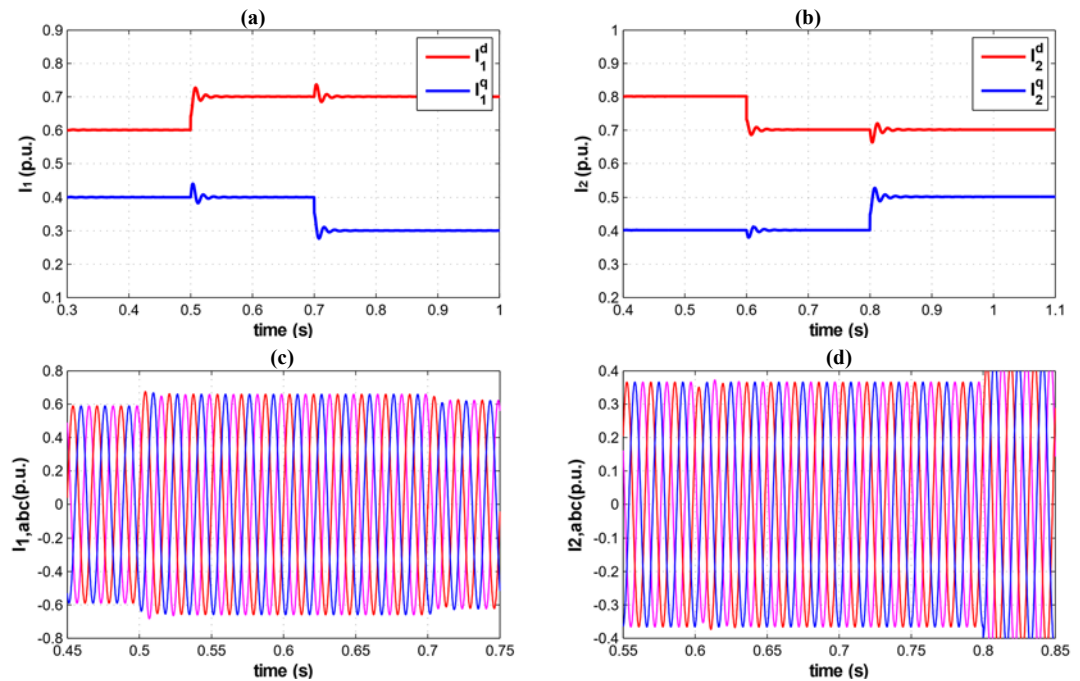 (a)
0.9
0.8
0.7
0.6
0.5
0.4
0.3
0.2
0.1
0.3 0.4 0.5 0.6 0.7 0.8 0.9 1
I1 (p.u.)
time (s)
I1d
I1q
(b)
1
0.9
0.8
0.7
0.6
0.5
0.4
0.3
0.2
0.4 0.5 0.6 0.7 0.8 0.9 1 1.1
I2 (p.u.)
time (s)
I2d
I2q
(c)
0.8
0.6
0.4
0.2
0
-0.2
-0.4
-0.6
-0.8
0.45 0.5 0.55 0.6 0.65 0.7 0.75
I1,abc(p.u.)
time (s)
(d)
0.4
0.3
0.2
0.1
0
-0.1
-0.2
-0.3
-0.4
0.55 0.6 0.65 0.7 0.75 0.8 0.85
I2,abc(p.u.)
time (s)